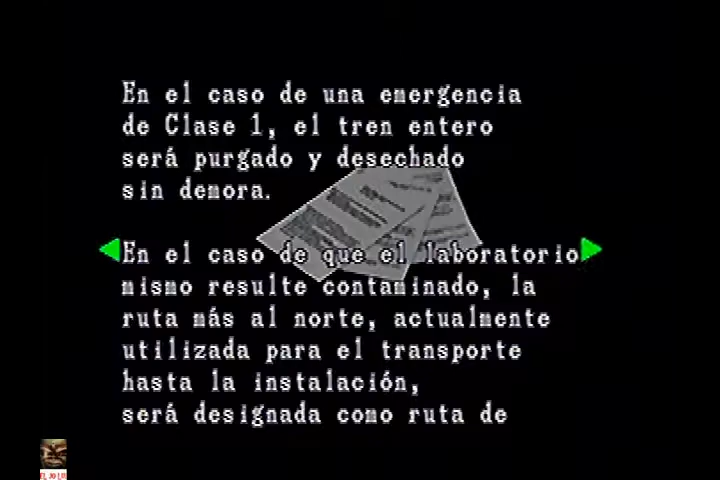 En el caso de una emergencia
de Clase 1, el tren entero
será purgado y desechado
sin demora.
En el caso de que el laboratorio
mismo resulte contaminado, la
ruta más al norte, actualmente
utilizada para el transporte
hasta la instalación,
será designada como ruta de